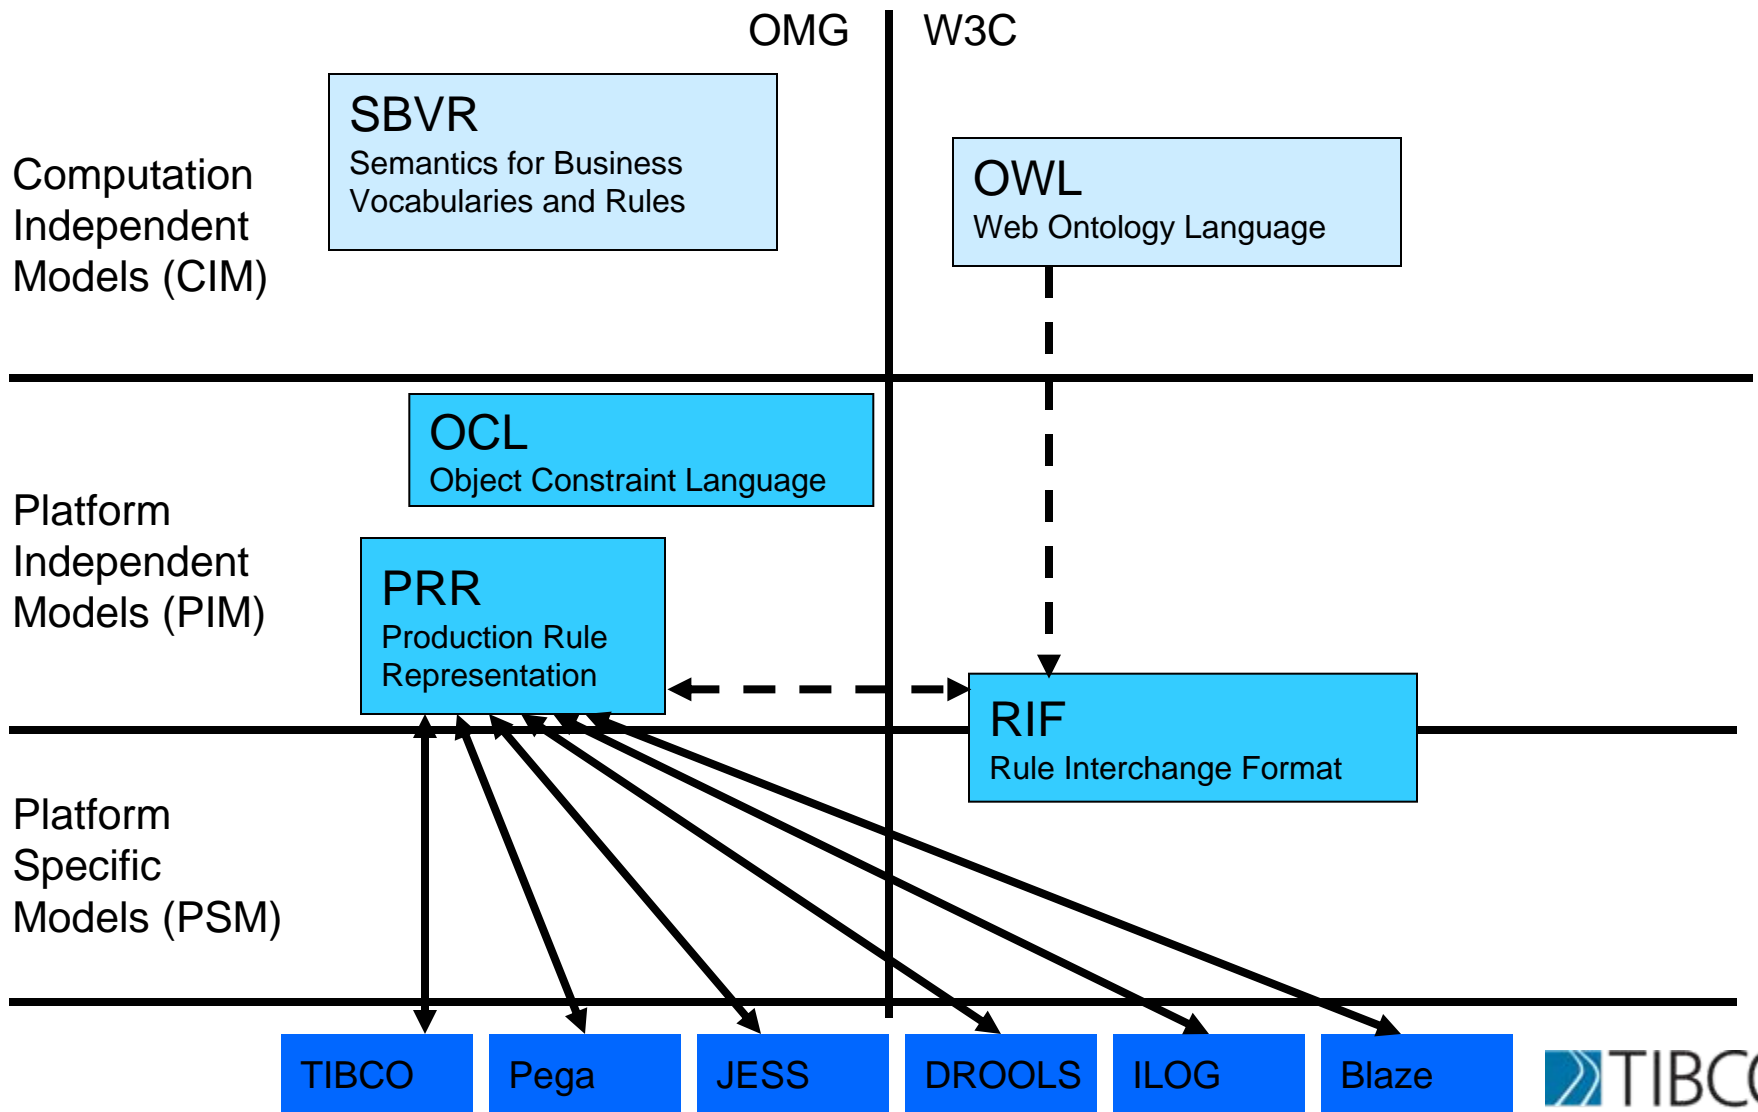 OMG
W3C
SBVR
Semantics for Business
Vocabularies and Rules
OWL
Web Ontology Language
Computation
Independent
Models (CIM)
OCL
Object Constraint Language
Platform
Independent
Models (PIM)
PRR
Production Rule
Representation
RIF
Rule Interchange Format
Platform
Specific
Models (PSM)
TIBCO
Pega
JESS
DROOLS
ILOG
Blaze
TIBCO